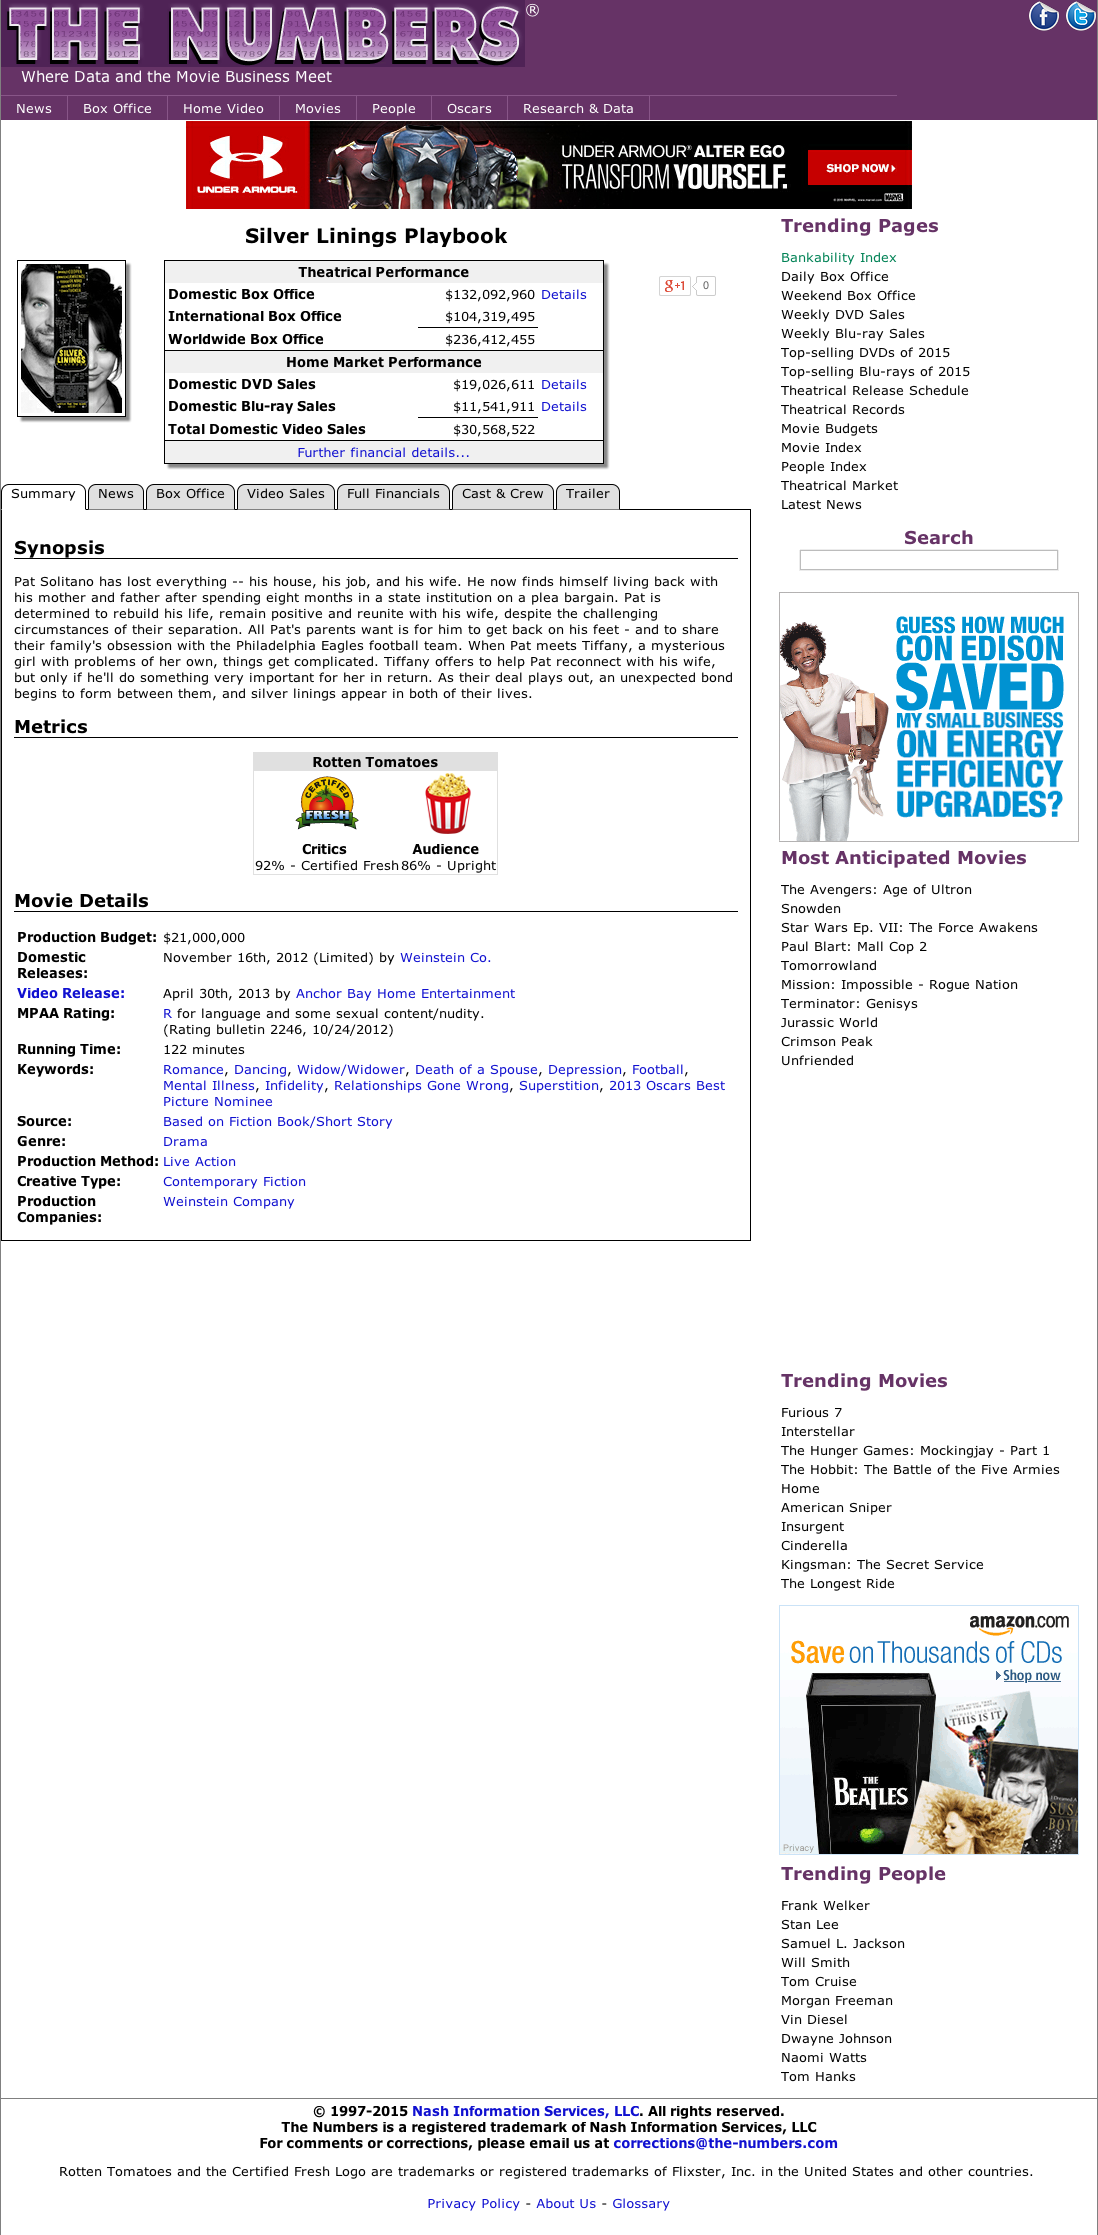 THE NUMBERS®
Where Data and the Movie Business Meet
News Box Office Home Video Movies People Oscars Research & Data
UNDER ARMOUR.
UNDER ARMOUR® ALTER EGO
TRANSFORM YOURSELF.
SHOP NOW
MARVEL
Silver Linings Playbook
SILVER LININGS
Theatrical Performance
Domestic Box Office $132,092,960 Details
International Box Office $104,319,495
Worldwide Box Office $236,412,455
Home Market Performance
Domestic DVD Sales $19,026,611 Details
Domestic Blu-ray Sales $11,541,911 Details
Total Domestic Video Sales $30,568,522
Further financial details...
g+1 0
Summary News Box Office Video Sales Full Financials Cast & Crew Trailer
Synopsis
Pat Solitano has lost everything -- his house, his job, and his wife. He now finds himself living back with
his mother and father after spending eight months in a state institution on a plea bargain. Pat is
determined to rebuild his life, remain positive and reunite with his wife, despite the challenging
circumstances of their separation. All Pat's parents want is for him to get back on his feet - and to share
their family's obsession with the Philadelphia Eagles football team. When Pat meets Tiffany, a mysterious
girl with problems of her own, things get complicated. Tiffany offers to help Pat reconnect with his wife,
but only if he'll do something very important for her in return. As their deal plays out, an unexpected bond
begins to form between them, and silver linings appear in both of their lives.
Metrics
Rotten Tomatoes
CERTIFIED
FRESH
Critics Audience
92% - Certified Fresh 86% - Upright
Movie Details
Production Budget: $21,000,000
Domestic Releases: November 16th, 2012 (Limited) by Weinstein Co.
Video Release: April 30th, 2013 by Anchor Bay Home Entertainment
MPAA Rating: R for language and some sexual content/nudity.
(Rating bulletin 2246, 10/24/2012)
Running Time: 122 minutes
Keywords: Romance, Dancing, Widow/Widower, Death of a Spouse, Depression, Football,
Mental Illness, Infidelity, Relationships Gone Wrong, Superstition, 2013 Oscars Best
Picture Nominee
Source: Based on Fiction Book/Short Story
Genre: Drama
Production Method: Live Action
Creative Type: Contemporary Fiction
Production Companies: Weinstein Company
Trending Pages
Bankability Index
Daily Box Office
Weekend Box Office
Weekly DVD Sales
Weekly Blu-ray Sales
Top-selling DVDs of 2015
Top-selling Blu-rays of 2015
Theatrical Release Schedule
Theatrical Records
Movie Budgets
Movie Index
People Index
Theatrical Market
Latest News
Search
GUESS HOW MUCH
CON EDISON
SAVED
MY SMALL BUSINESS
ON ENERGY
EFFICIENCY
UPGRADES?
Most Anticipated Movies
The Avengers: Age of Ultron
Snowden
Star Wars Ep. VII: The Force Awakens
Paul Blart: Mall Cop 2
Tomorrowland
Mission: Impossible - Rogue Nation
Terminator: Genisys
Jurassic World
Crimson Peak
Unfriended
Trending Movies
Furious 7
Interstellar
The Hunger Games: Mockingjay - Part 1
The Hobbit: The Battle of the Five Armies
Home
American Sniper
Insurgent
Cinderella
Kingsman: The Secret Service
The Longest Ride
amazon.com
Save on Thousands of CDs
Shop now
THIS IS IT
THE
BEATLES
SUS
BOYL
Privacy
Trending People
Frank Welker
Stan Lee
Samuel L. Jackson
Will Smith
Tom Cruise
Morgan Freeman
Vin Diesel
Dwayne Johnson
Naomi Watts
Tom Hanks
© 1997-2015 Nash Information Services, LLC. All rights reserved.
The Numbers is a registered trademark of Nash Information Services, LLC
For comments or corrections, please email us at corrections@the-numbers.com
Rotten Tomatoes and the Certified Fresh Logo are trademarks or registered trademarks of Flixster, Inc. in the United States and other countries.
Privacy Policy - About Us - Glossary